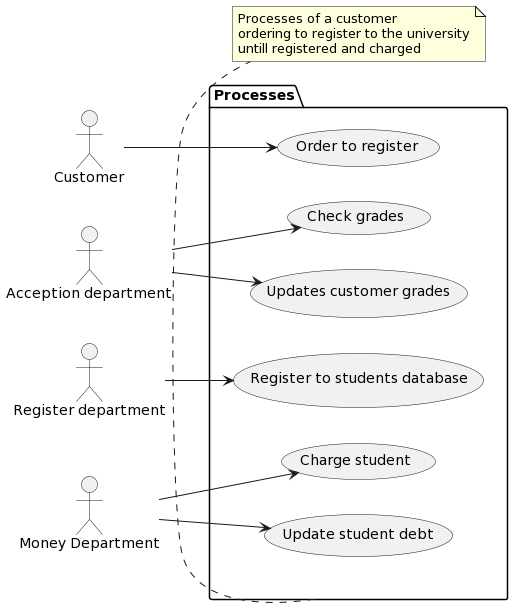 Processes of a customer
ordering to register to the university
untill registered and charged
Processes
Order to register
Customer
Check grades
Acception department
Updates customer grades
Register to students database
Register department
Charge student
Money Department
Update student debt